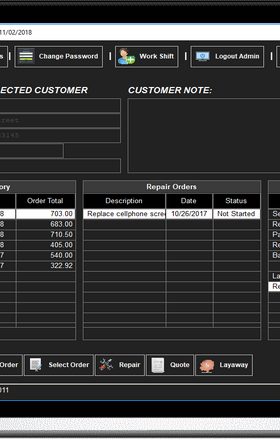 11/02/2018
s Change Password Work Shift Logout Admin
ECTED CUSTOMER CUSTOMER NOTE:
reet
ory Repair Orders
Order Total Description Date Status
8 703.00 Replace cellphone scree 10/26/2017 Not Started Se
8 683.00 Re
8 710.50 Pa
8 405.00 Re
7 540.00 Ba
7 322.92
La
Re
Order Select Order Repair Quote Layaway
011